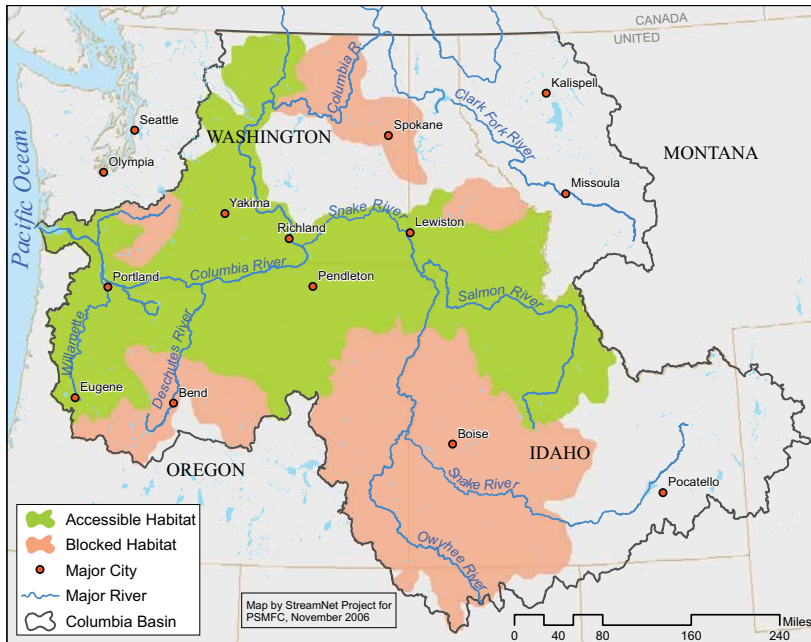 CANADA
UNITED
Columbia R.
Kalispell
Clark Fork River
Seattle
WASHINGTON
Spokane
MONTANA
Olympia
Pacific Ocean
Missoula
Yakima
Snake River
Lewiston
Richland
Columbia River
Portland
Pendleton
Salmon River
Willamette
Deschutes River
Eugene
Bend
Boise
IDAHO
OREGON
Snake River
Pocatello
Owyhee River
Accessible Habitat
Blocked Habitat
Major City
Major River
Columbia Basin
Map by StreamNet Project for
PSMFC, November 2006
Miles
0 40 80 160 240